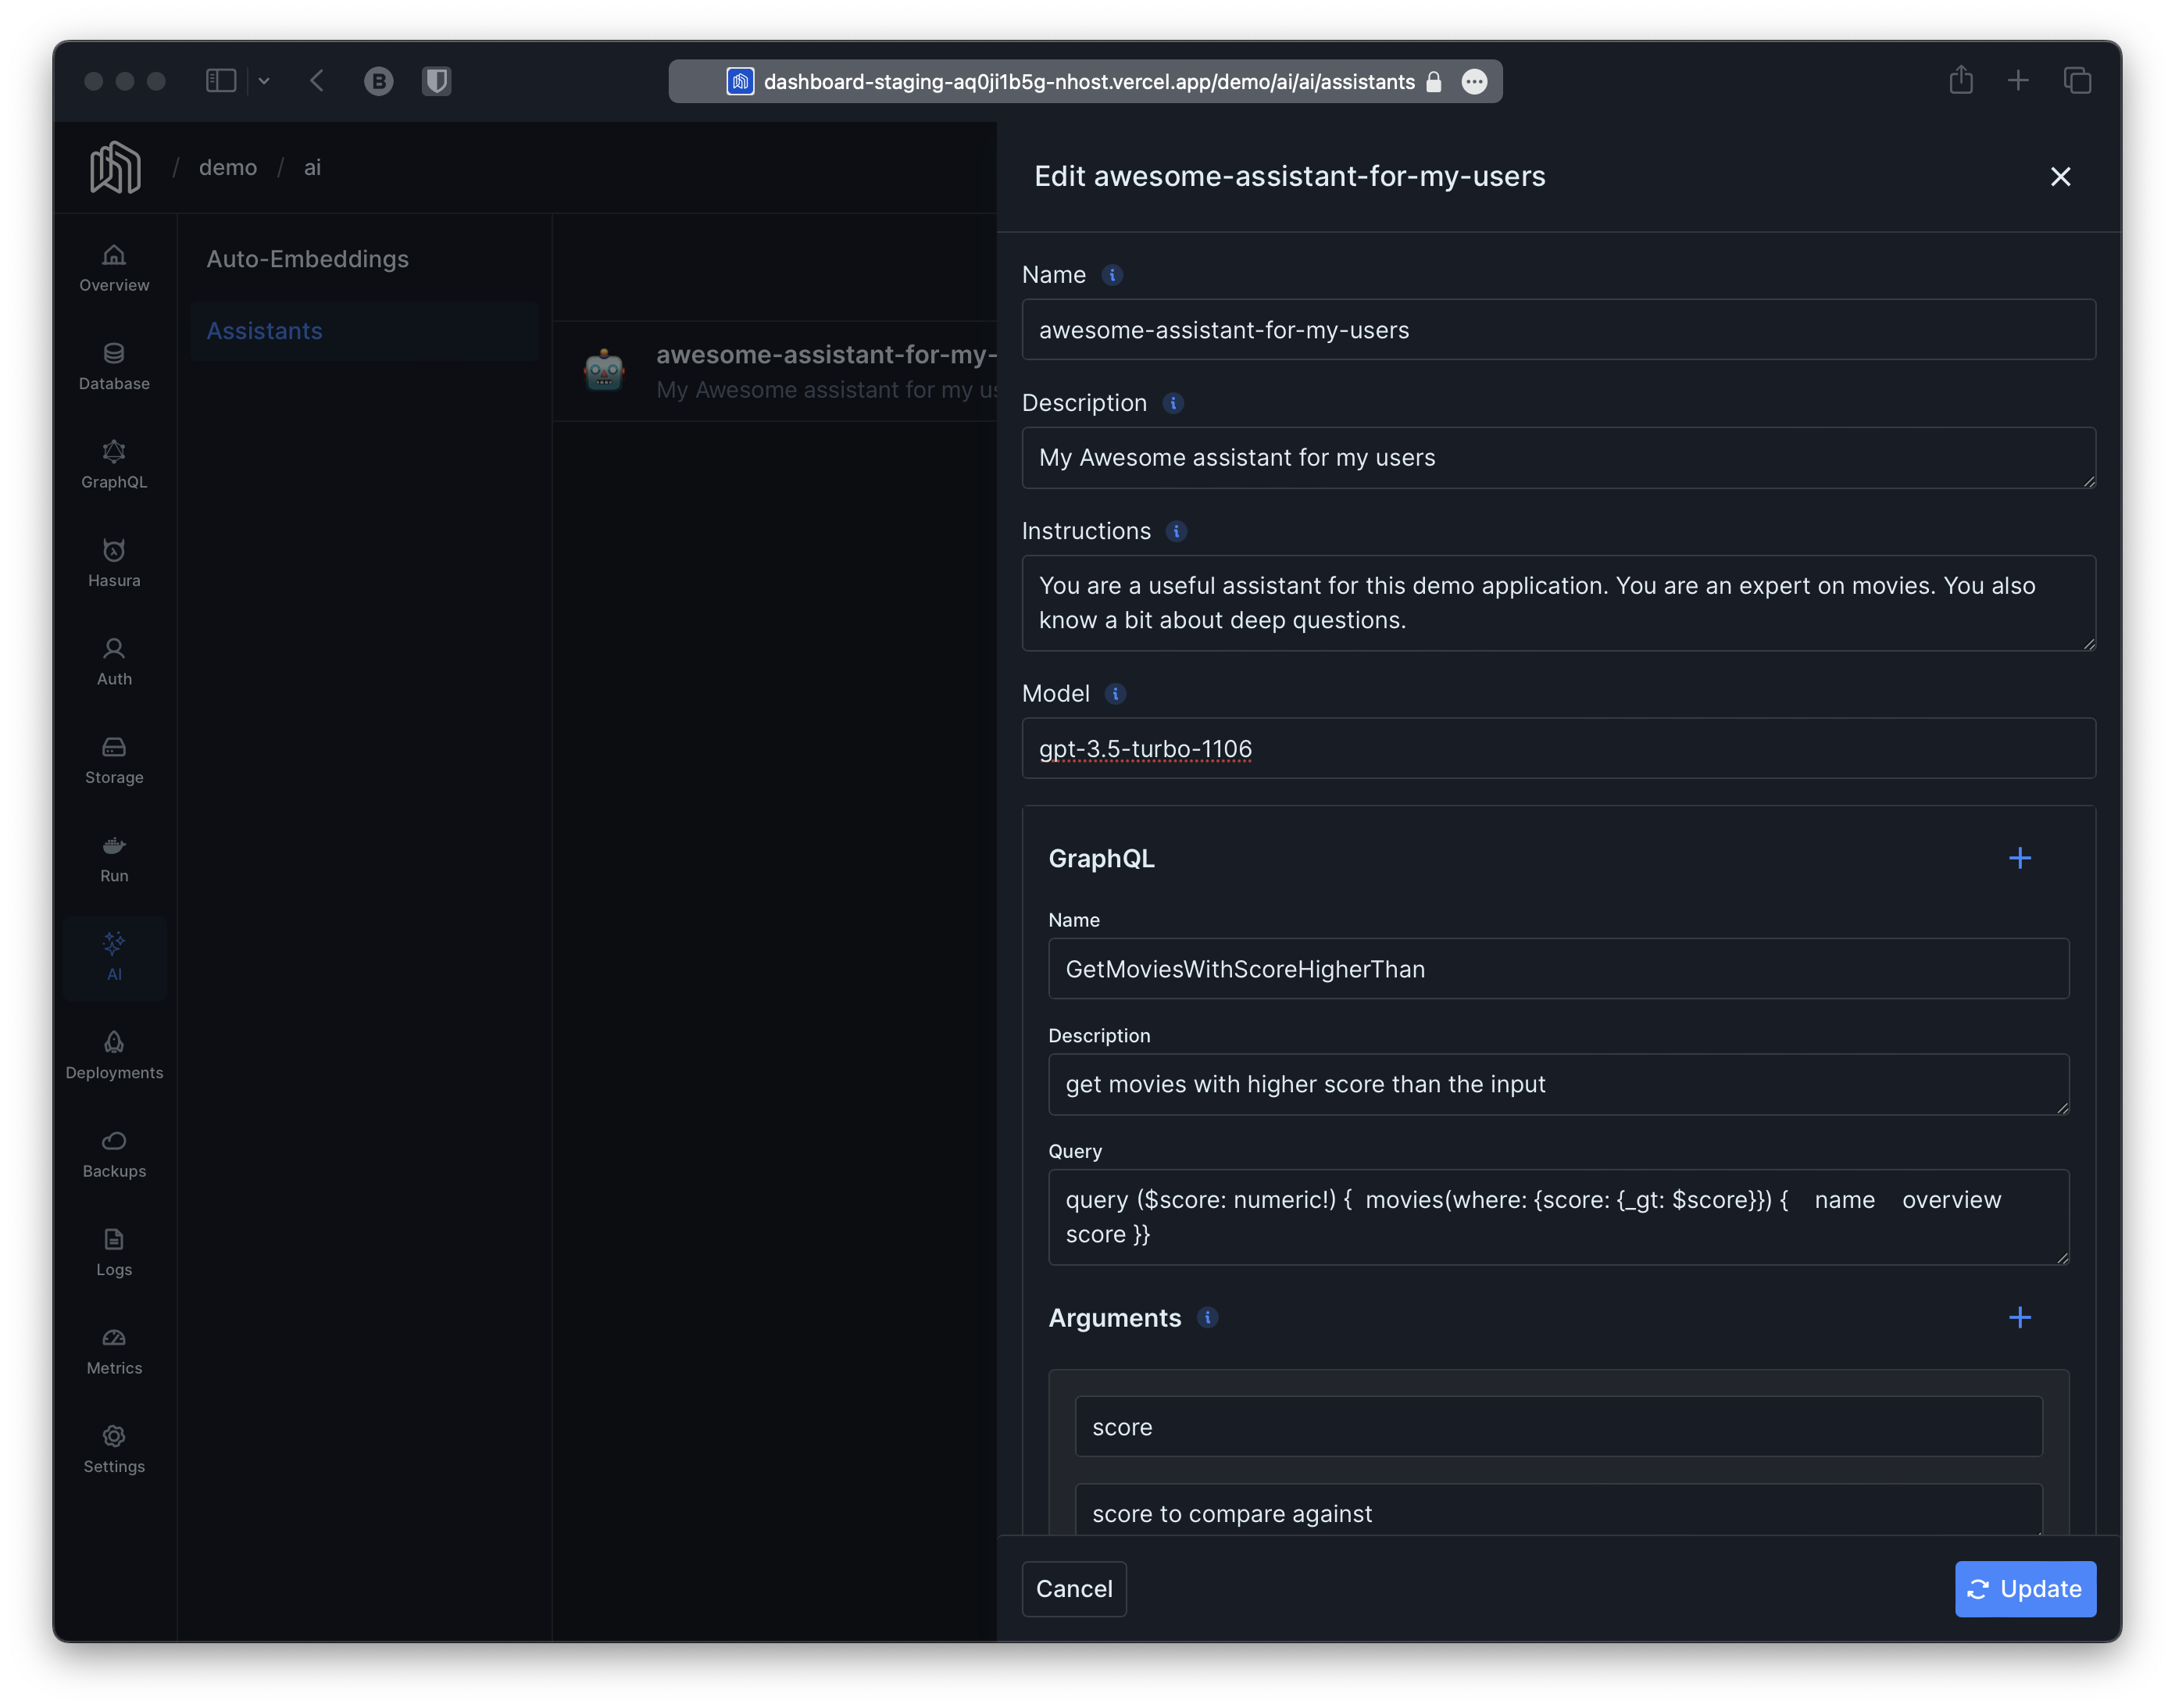 dashboard-staging-aq0ji1b5g-nhost.vercel.app/demo/ai/ai/assistants
/ demo / ai
Overview
Database
GraphQL
Hasura
Auth
Storage
Run
AI
Deployments
Backups
Logs
Metrics
Settings
Auto-Embeddings
Assistants
awesome-assistant-for-my-
My Awesome assistant for my us
Edit awesome-assistant-for-my-users
Name
awesome-assistant-for-my-users
Description
My Awesome assistant for my users
Instructions
You are a useful assistant for this demo application. You are an expert on movies. You also
know a bit about deep questions.
Model
gpt-3.5-turbo-1106
GraphQL
Name
GetMoviesWithScoreHigherThan
Description
get movies with higher score than the input
Query
query ($score: numeric!) {  movies(where: {score: {_gt: $score}}) {    name    overview
score }}
Arguments
score
score to compare against
Cancel
Update